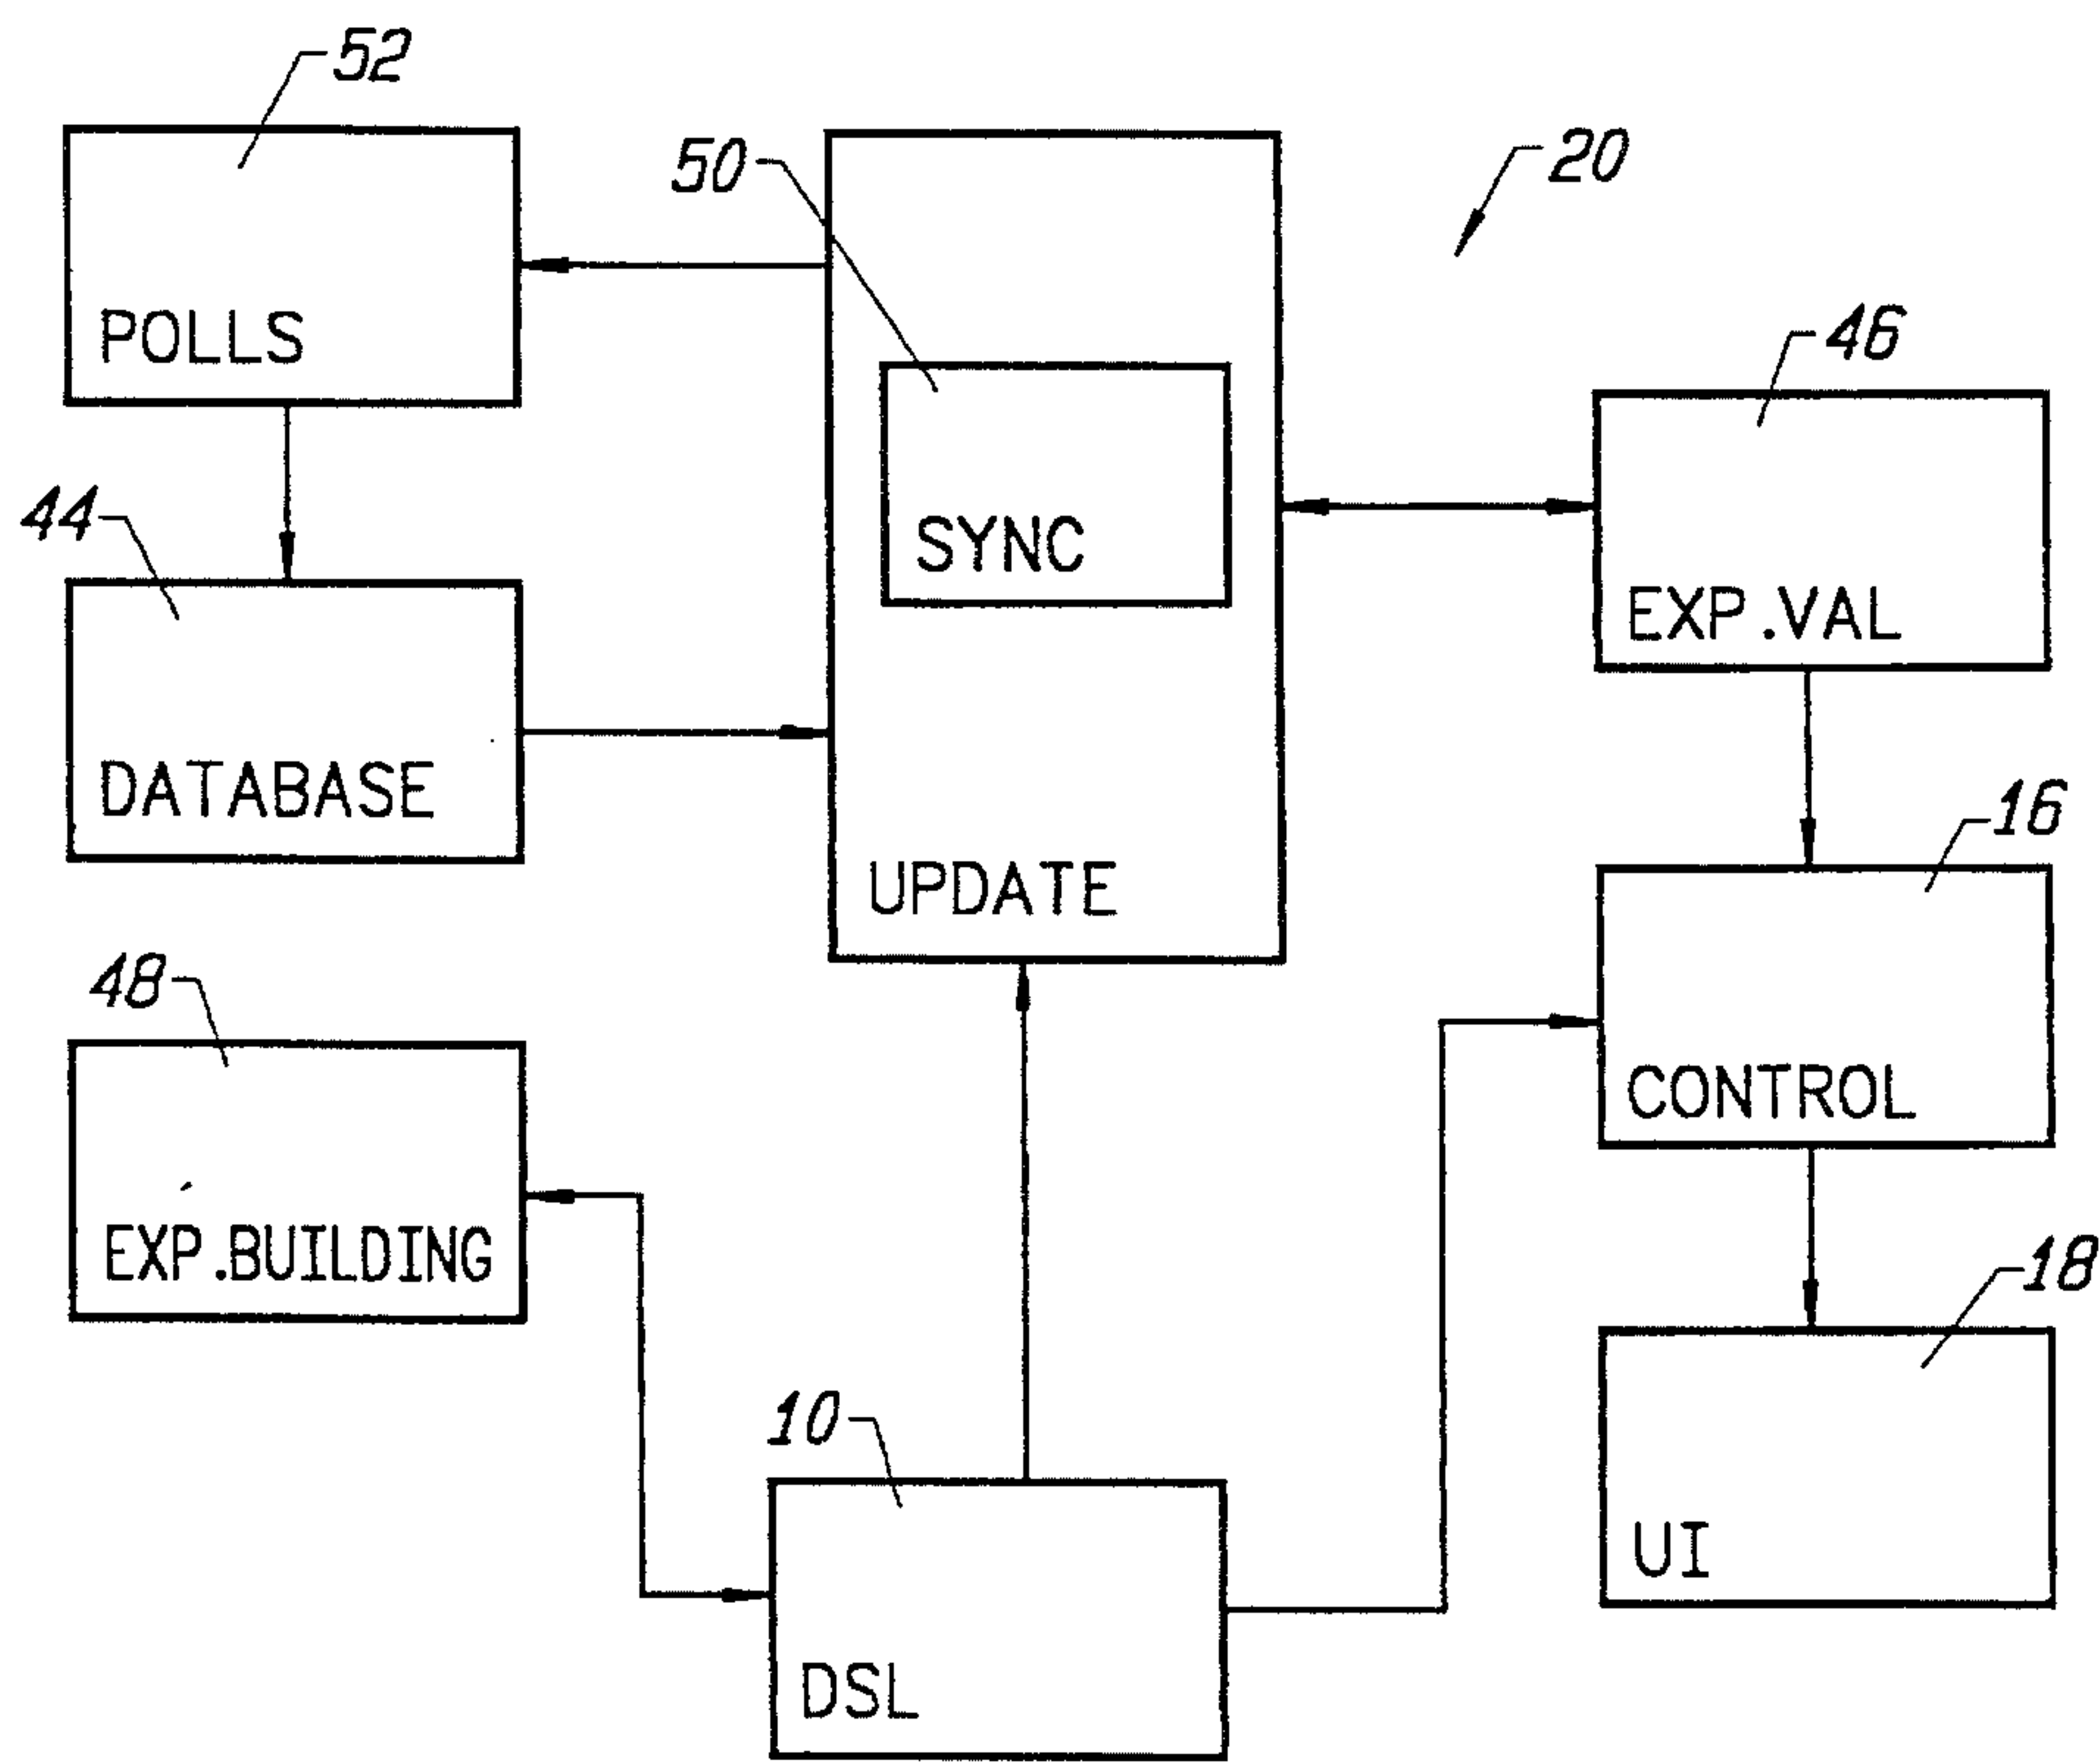 52
POLLS
50
20
SYNC
46
EXP.VAL
44
DATABASE
UPDATE
16
CONTROL
48
EXP.BUILDING
10
DSL
18
UI